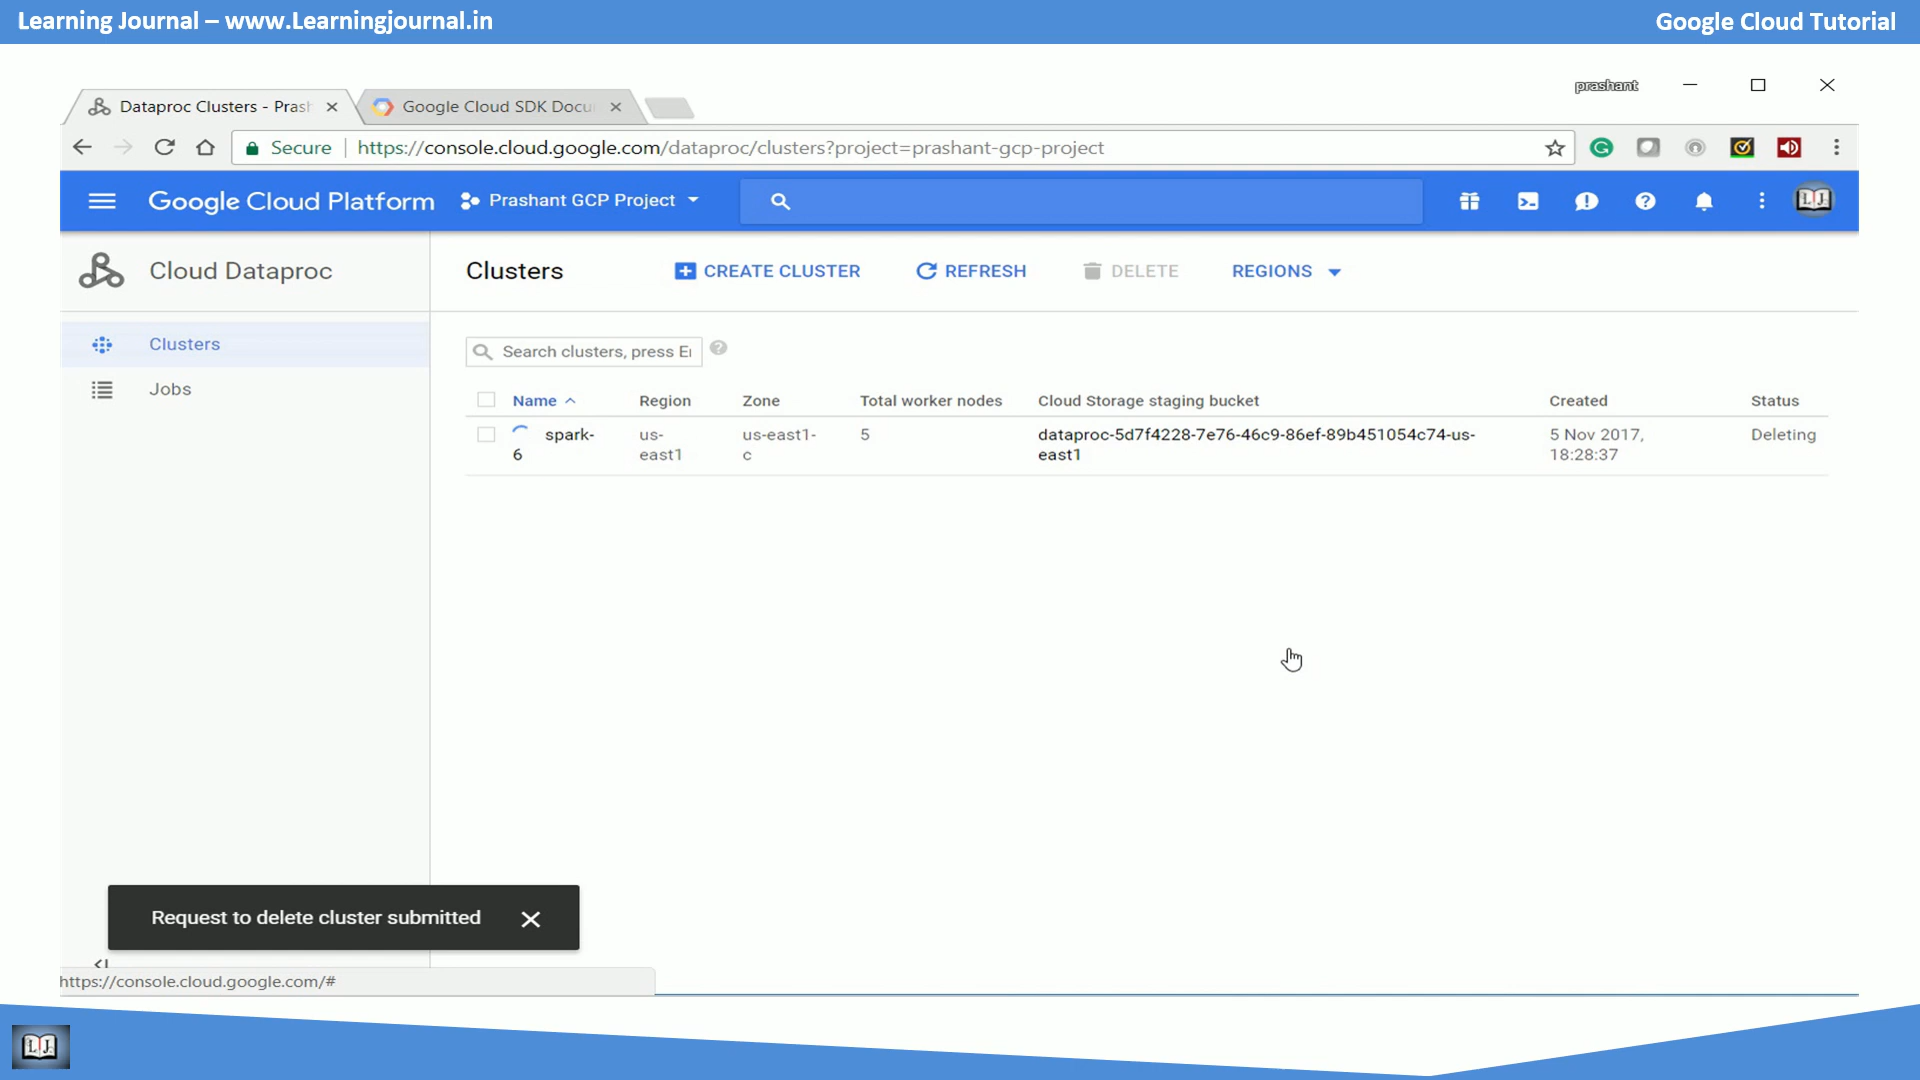 Learning Journal – www.Learningjournal.in
Google Cloud Tutorial
prashant
Dataproc Clusters - Prash
Google Cloud SDK Docu
Secure
https://console.cloud.google.com/dataproc/clusters?project=prashant-gcp-project
Google Cloud Platform
Prashant GCP Project
Cloud Dataproc
Clusters
CREATE CLUSTER
REFRESH
DELETE
REGIONS
Clusters
Jobs
Search clusters, press
Name
Region
Zone
Total worker nodes
Cloud Storage staging bucket
Created
Status
spark-
6
us-
east1
us-east1-
c
5
dataproc-5d7f4228-7e76-46c9-86ef-89b451054c74-us-
east1
5 Nov 2017,
18:28:37
Deleting
Request to delete cluster submitted
https://console.cloud.google.com/#
LJ